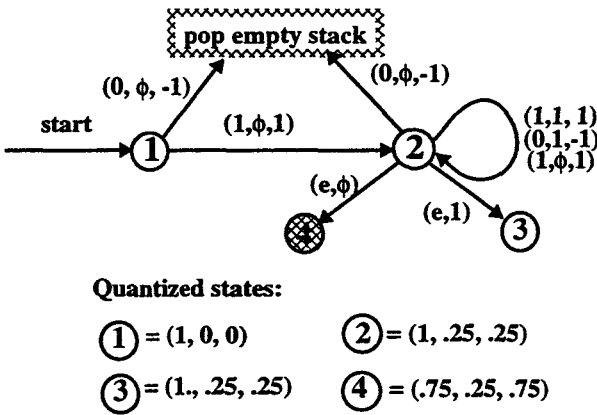 pop empty stack
(0, ϕ, -1)
(0,ϕ,-1)
start
(1,ϕ,1)
(1,1, 1)
(0,1,-1)
(1,ϕ,1)
1
2
(e,ϕ)
(e,1)
4
3
Quantized states:
1 = (1, 0, 0)
2 = (1, .25, .25)
3 = (1., .25, .25)
4 = (.75, .25, .75)